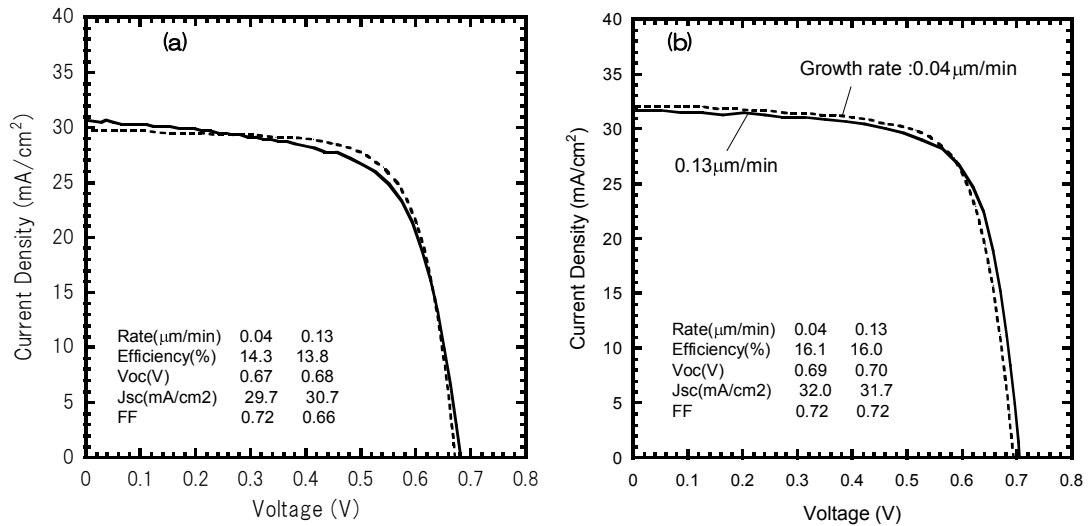 (a)
40
35
30
25
20
15
10
5
0
Current Density (mA/cm²)
Rate(μm/min) 0.04 0.13
Efficiency(%) 14.3 13.8
Voc(V) 0.67 0.68
Jsc(mA/cm2) 29.7 30.7
FF 0.72 0.66
0 0.1 0.2 0.3 0.4 0.5 0.6 0.7 0.8
Voltage (V)
(b)
40
35
30
25
20
15
10
5
0
Current Density (mA/cm²)
Growth rate :0.04μm/min
0.13μm/min
Rate(μm/min) 0.04 0.13
Efficiency(%) 16.1 16.0
Voc(V) 0.69 0.70
Jsc(mA/cm2) 32.0 31.7
FF 0.72 0.72
0 0.1 0.2 0.3 0.4 0.5 0.6 0.7 0.8
Voltage (V)